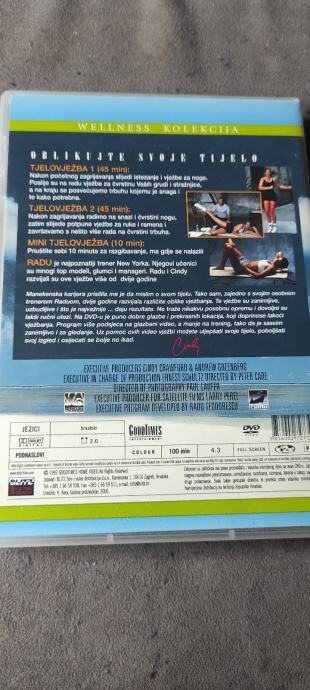 WELLNESS KOLEKCIJA
OBLIKUJTE SVOJE TIJELO
TJELOVJEŽBA 1 (45 min):
Nakon početnog zagrijavanja slijedi istezanje i vježbe za noge.
Poslije su na redu vježbe za čvrstinu Vaših grudi i stražnjice,
a na kraju se posvećujemo trbuhu kojemu je snaga i
te kako potrebna.
TJELOVJEŽBA 2 (45 min):
Nakon zagrijavanja radimo na snazi i čvrstini nogu,
zatim slijede potpune vježbe za ruke i ramena i
završavamo s nešto više rada na čvrstini trbuha.
MINI TJELOVJEŽBA (10 min):
Priuštite sebi 10 minuta za razgibavanje, ma gdje se nalazili
RADU je najpoznatiji trener New Yorka. Njegovi učenici
su mnogi top modeli, glumci i manageri. Radu i Cindy
razvijali su ove vježbe više od dvije godine
Manekenska karijera prisilila me je da mislim o svom tijelu. Tako sam, zajedno s svojim osobnim
trenerom Raduom, dvije godine razvijala različite oblike vježbanja. Te vježbe su zanimljive,
uzbudljive i što je najvažnije ... daju rezultate. Ne traže nikakvu posebnu opremu i dovoljni su
lakši ručni utezi. Na DVD-u je puno dobre glazbe i prekrasnih lokacija, koji doprinose lakoći
vježbanja. Program više podsjeća na glazbeni video, a manje na trening, tako da je sasvim
zanimljivo i za gledanje. Uz pomoć ovih video vježbi možete uljepšati svoje tijelo, poboljšati
svoj izgled i osjećati se bolje no ikad.
Cindy
EXECUTIVE PRODUCERS CINDY CRAWFORD & ANDREW GREENBERG
EXECUTIVE IN CHARGE OF PRODUCTION ERNEST SCHULTZ DIRECTED BY PETER CARE
DIRECTOR OF PHOTOGRAPHY PAUL LAUFER
EXECUTIVE PRODUCER FOR SATELLITE FILMS LARRY PEREL
EXECUTIVE PROGRAM DEVELOPED BY RADU TEODORESCU
JEZICI
hrvatski
2.0
GOODTIMES
ENTERTAINMENT
DVD
PODNASLOVI
COLOUR
100 min
4:3
FULL SCREEN